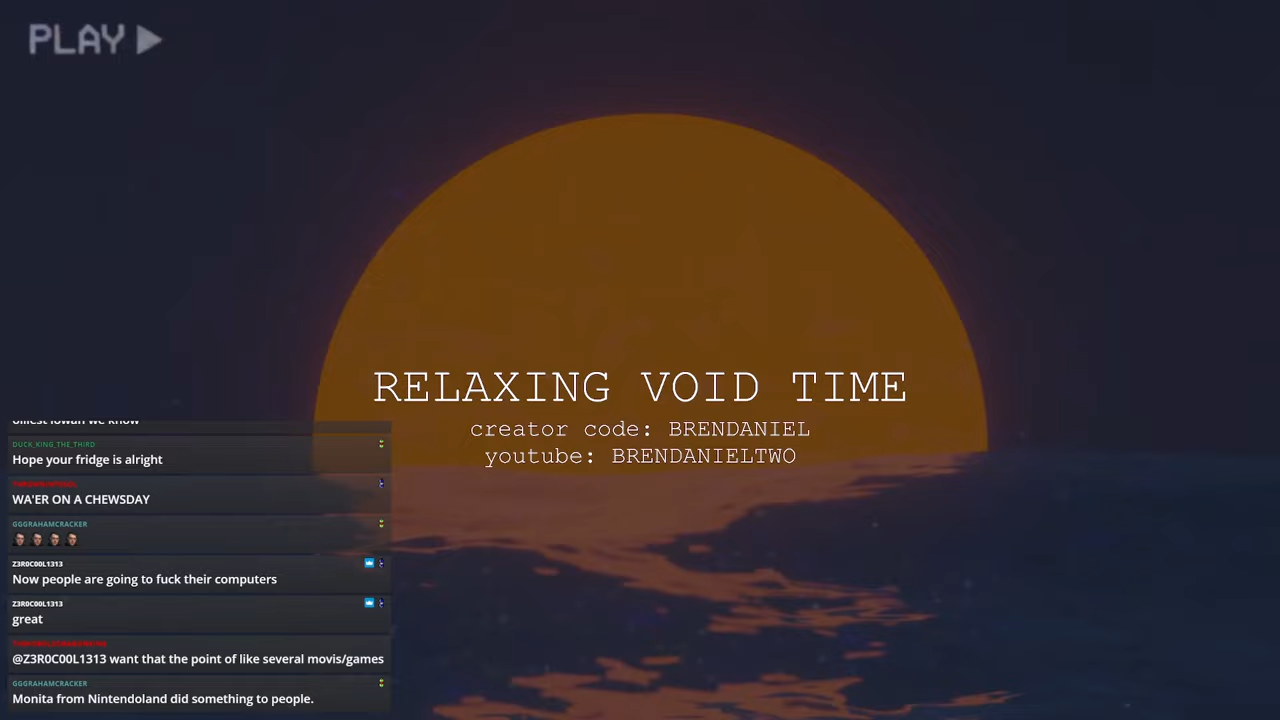 PLAY
RELAXING VOID TIME
creator code: BRENDANIEL
youtube: BRENDANIELTWO
we know
DUCK_KING_THE_THIRD
Hope your fridge is alright
WA'ER ON A CHEWSDAY
GGGRAHAMCRACKER
Z3R0C00L1313
Now people are going to fuck their computers
Z3R0C00L1313
great
@Z3R0C00L1313 want that the point of like several movis/games
GGGRAHAMCRACKER
Monita from Nintendoland did something to people.